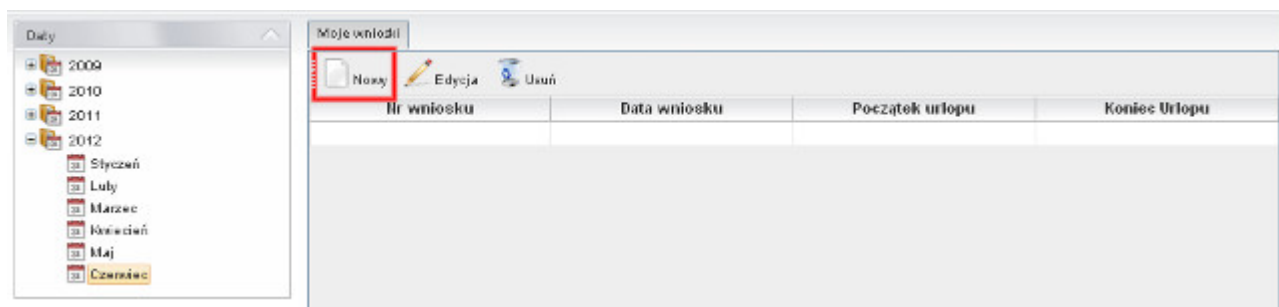 Daty
2009
2010
2011
2012
Styczeń
Luty
Marzec
Kwiecień
Maj
Czerwiec
Moje wnioski
Nowy Edycja Usuń
Nr wniosku Data wniosku Początek urlopu Koniec Urlopu